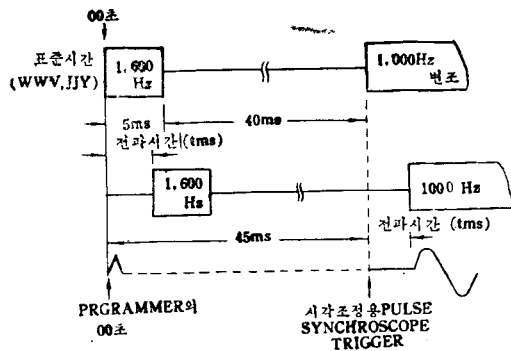 00초
표준시간
(WWV,JJY)
1,600
Hz
1,000Hz
변조
5ms
40ms
전파시간(tms)
1,600
Hs
1000 Hz
전파시간 (tms)
45ms
PRGRAMMER의
00초
시각조정용PULSE
SYNCHROSCOPE
TRIGGER